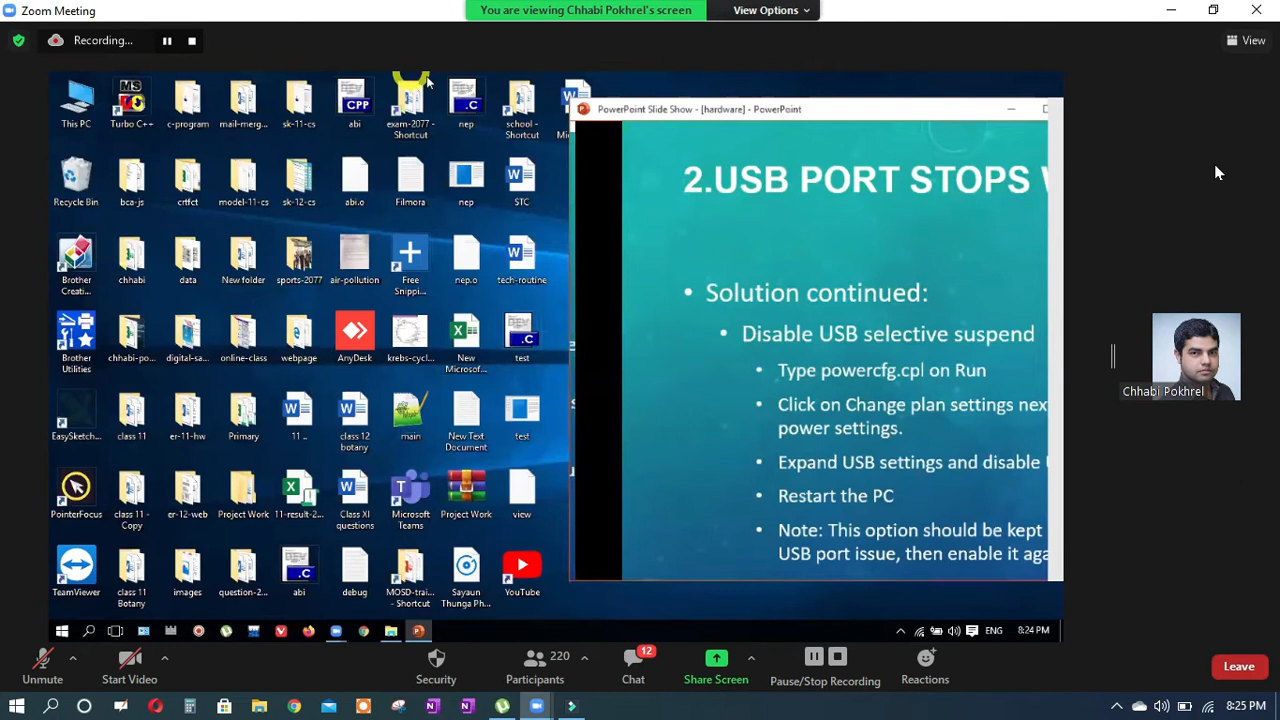 Zoom Meeting
You are viewing Chhabi Pokhrel's screen
View Options
Recording...
View
This PC
Turbo C++
c-program
mail-merg...
sk-11-cs
CPP
abi
exam-2077 -
Shortcut
.C
nep
school -
Shortcut
Recycle Bin
bca-js
crtfct
model-11-cs
sk-12-cs
abi.o
Filmora
nep
STC
Brother
Creati...
chhabi
data
New folder
sports-2077
air-pollution
Free
Snippi...
nep.o
tech-routine
Brother
Utilities
chhabi-po...
digital-sa...
online-class
webpage
AnyDesk
krebs-cycl...
New
Microsof...
.C
test
EasySketch...
class 11
er-11-hw
Primary
11 ..
class 12
botany
main
New Text
Document
test
PointerFocus
class 11 -
Copy
er-12-web
Project Work
11-result-2...
Class XI
questions
Microsoft
Teams
Project Work
view
TeamViewer
class 11
Botany
images
question-2...
.C
abi
debug
MOSD-trai...
- Shortcut
Sayaun
Thunga Ph...
YouTube
PowerPoint Slide Show - [hardware] - PowerPoint
2.USB PORT STOPS
• Solution continued:
• Disable USB selective suspend
• Type powercfg.cpl on Run
• Click on Change plan settings nex
power settings.
• Expand USB settings and disable
• Restart the PC
• Note: This option should be kept
USB port issue, then enable it aga
Chhabi Pokhrel
ENG
8:24 PM
Unmute
Start Video
Security
Participants
220
Chat
12
Share Screen
Pause/Stop Recording
Reactions
Leave
8:25 PM